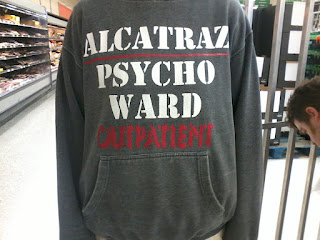 ALCATRAZ
PSYCHO
WARD
OUTPATIENT